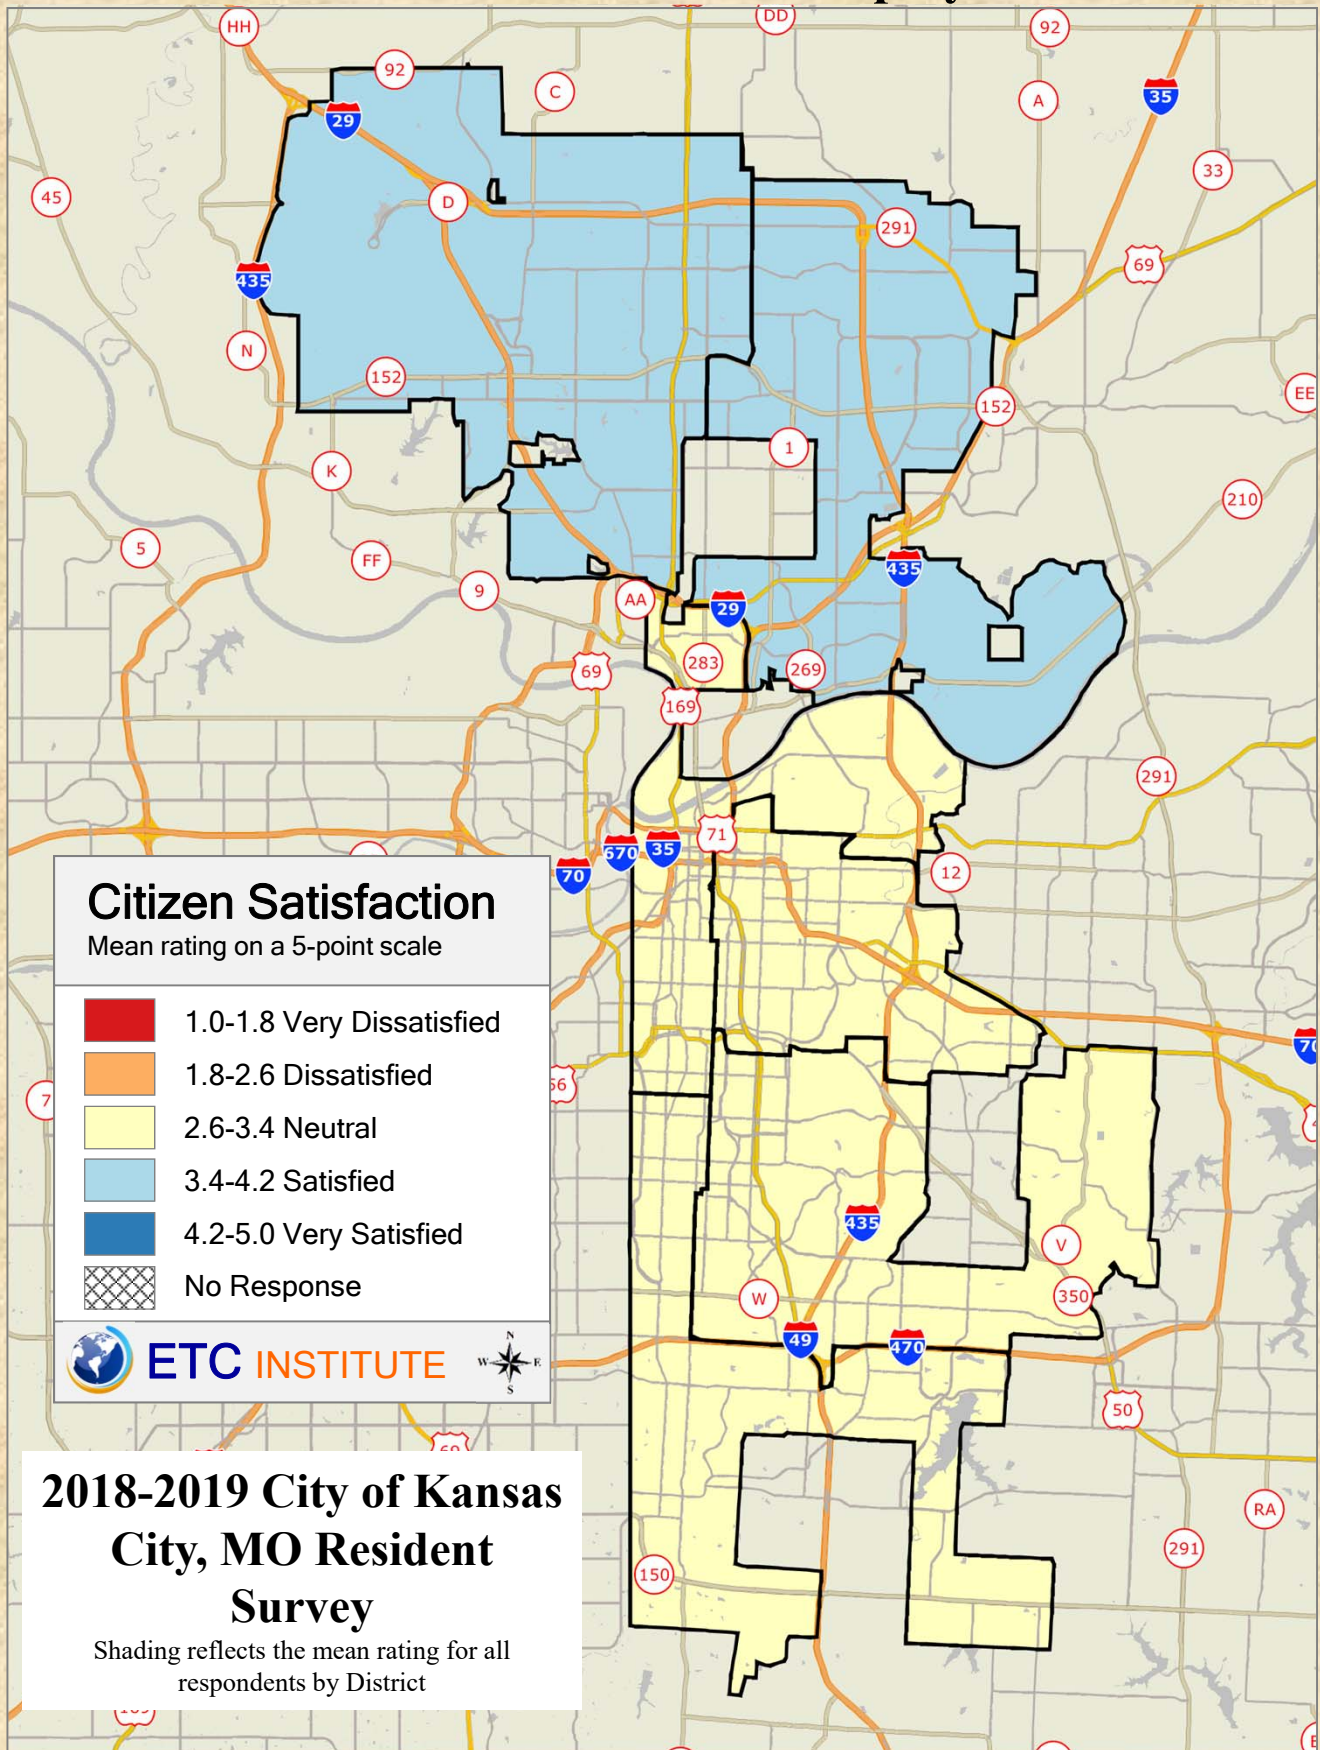 DD
HH
92
92
C
A
35
29
33
45
D
291
69
435
N
152
EE
152
1
K
210
5
FF
435
9
AA
29
283
269
69
169
291
71
670
35
70
12
Citizen Satisfaction
Mean rating on a 5-point scale
1.0-1.8 Very Dissatisfied
1.8-2.6 Dissatisfied
2.6-3.4 Neutral
3.4-4.2 Satisfied
4.2-5.0 Very Satisfied
No Response
ETC INSTITUTE
N
W
E
S
70
7
435
V
W
350
49
470
50
2018-2019 City of Kansas
City, MO Resident
Survey
Shading reflects the mean rating for all
respondents by District
RA
291
150